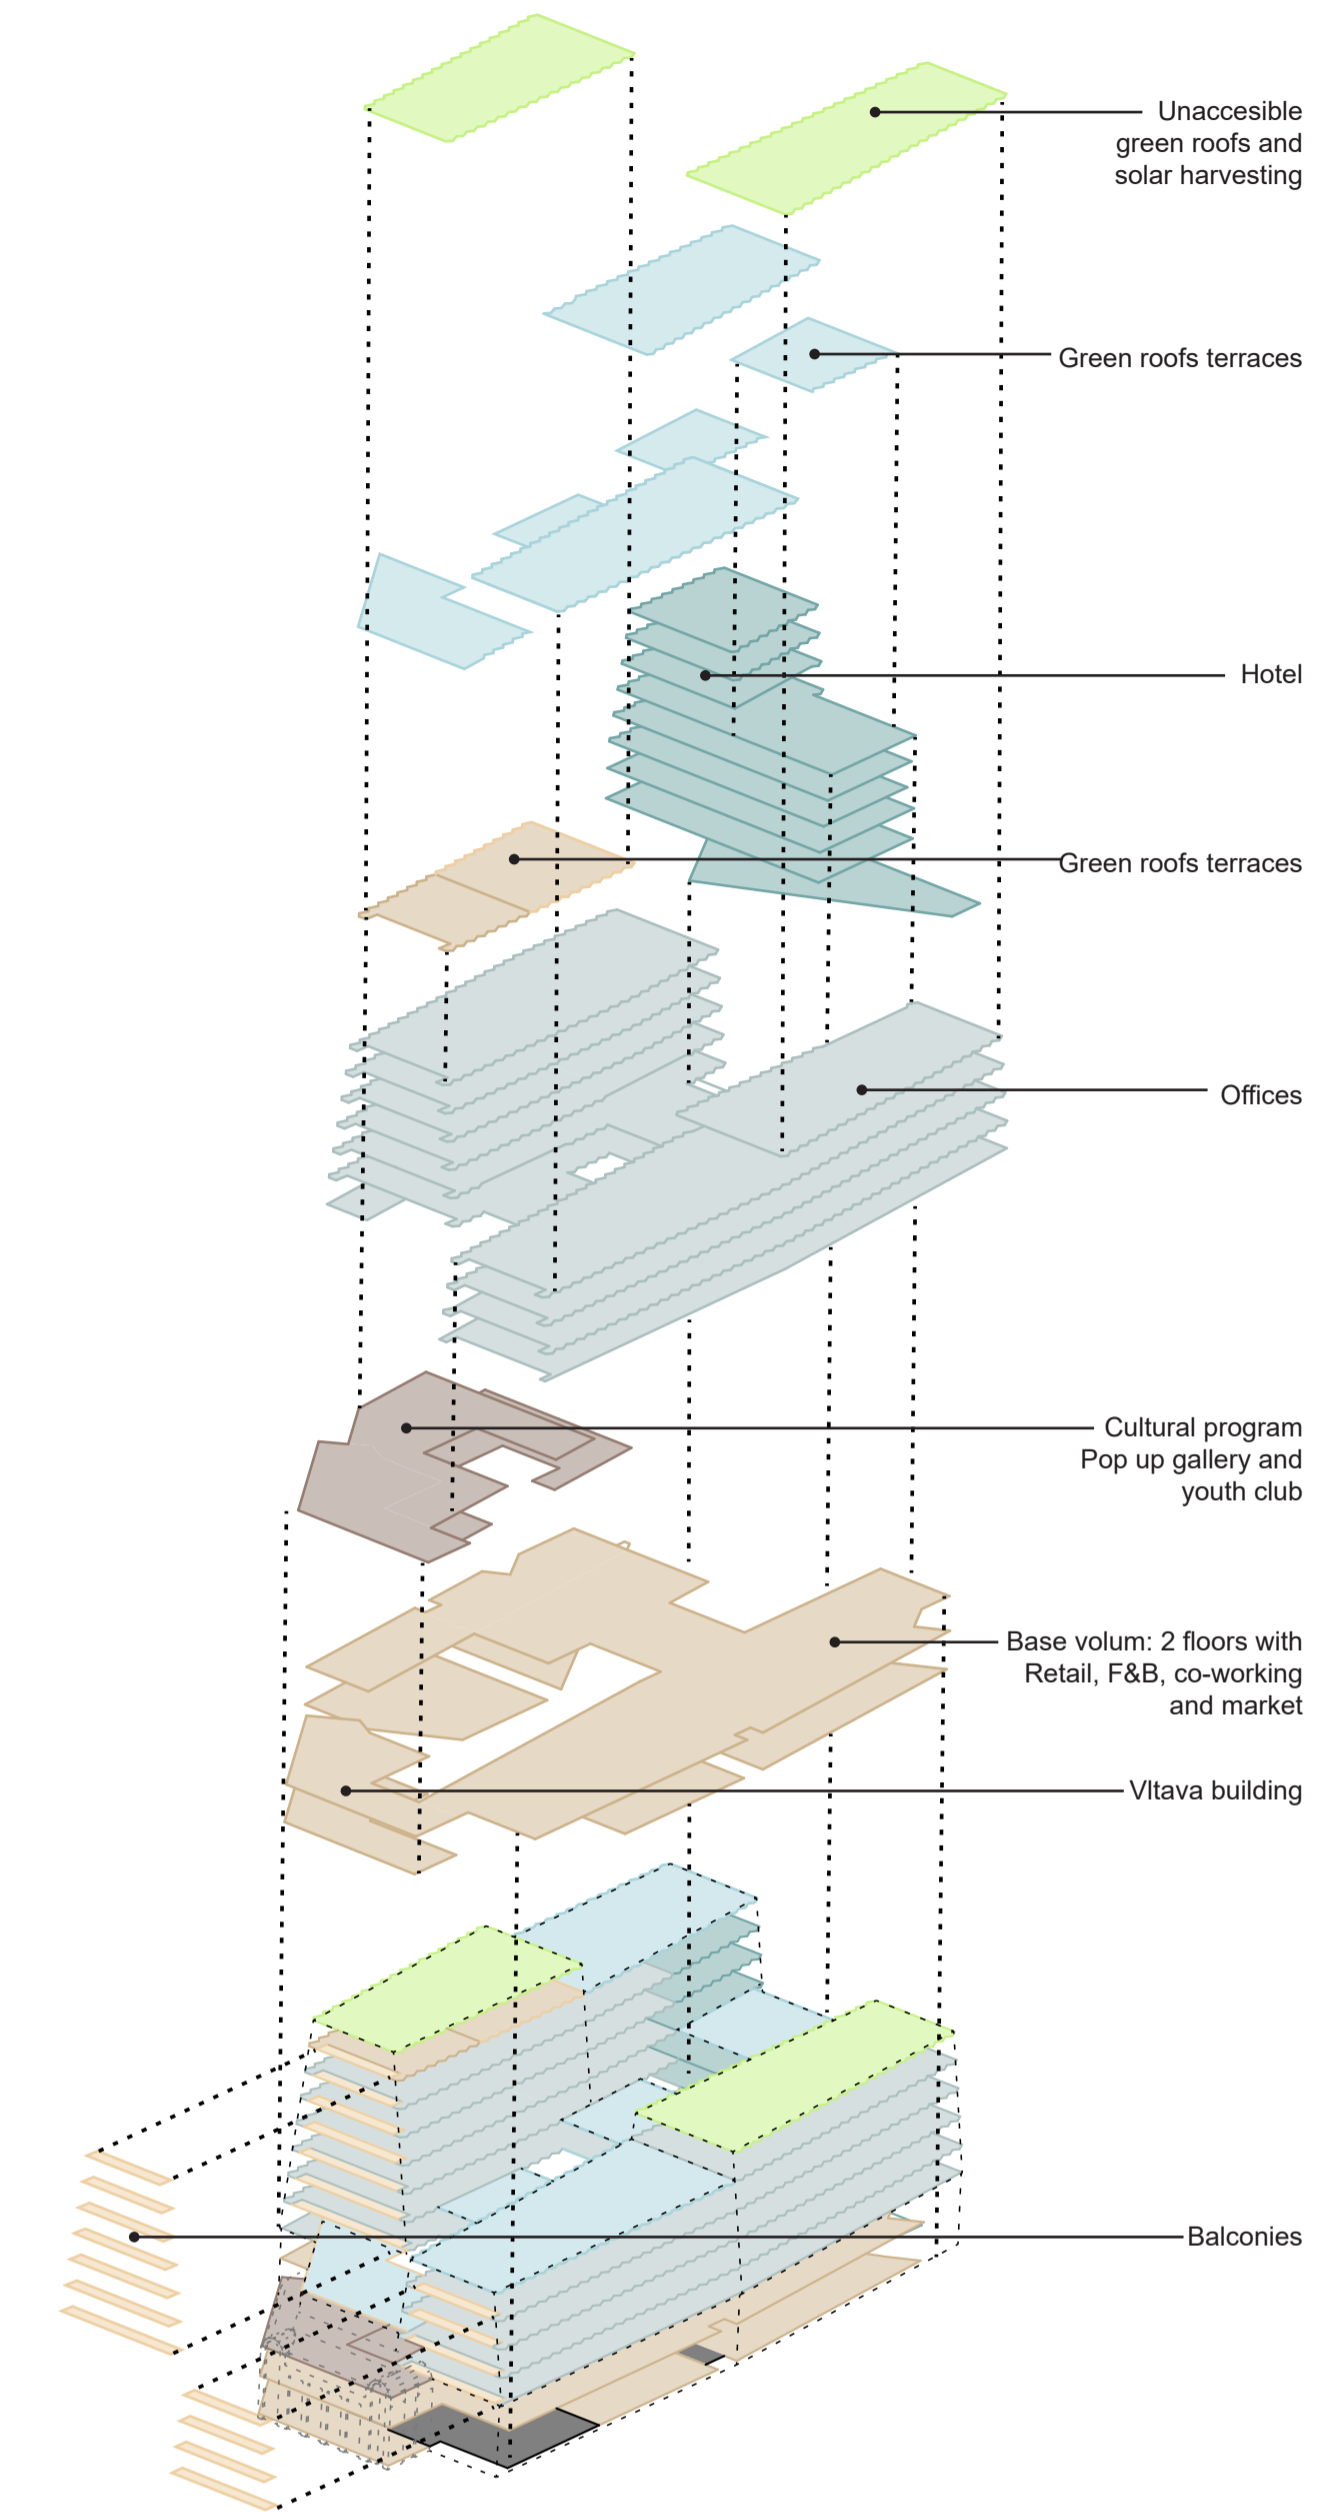 Unaccesible
green roofs and
solar harvesting
Green roofs terraces
Hotel
Green roofs terraces
Offices
Cultural program
Pop up gallery and
youth club
Base volum: 2 floors with
Retail, F&B, co-working
and market
Vltava building
Balconies